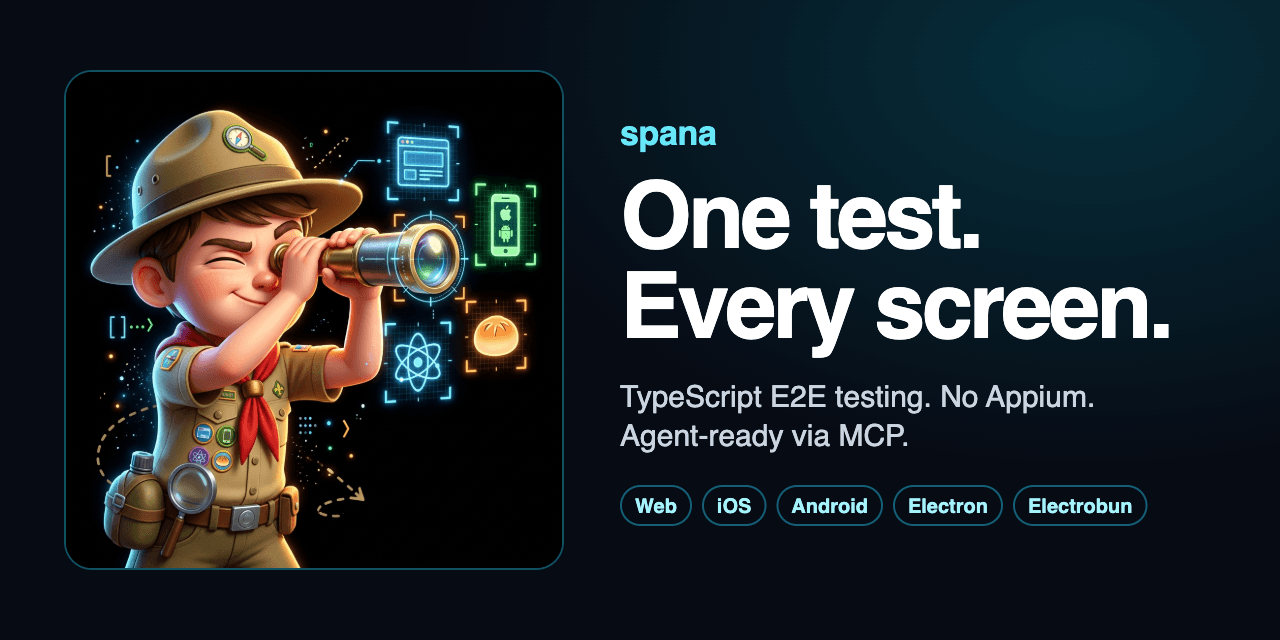 spana
One test.
Every screen.
TypeScript E2E testing. No Appium.
Agent-ready via MCP.
Web
iOS
Android
Electron
Electrobun